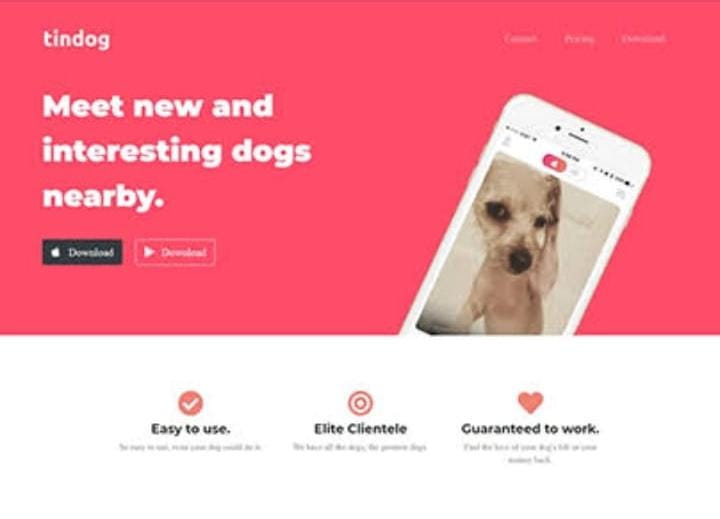 tindog
Contact Pricing Download
Meet new and
interesting dogs
nearby.
Download Download
Easy to use. Elite Clientele Guaranteed to work.
So easy to use, even your dog could do it. We have all the dogs, the greatest dogs. Find the love of your dog's life or your
money back.